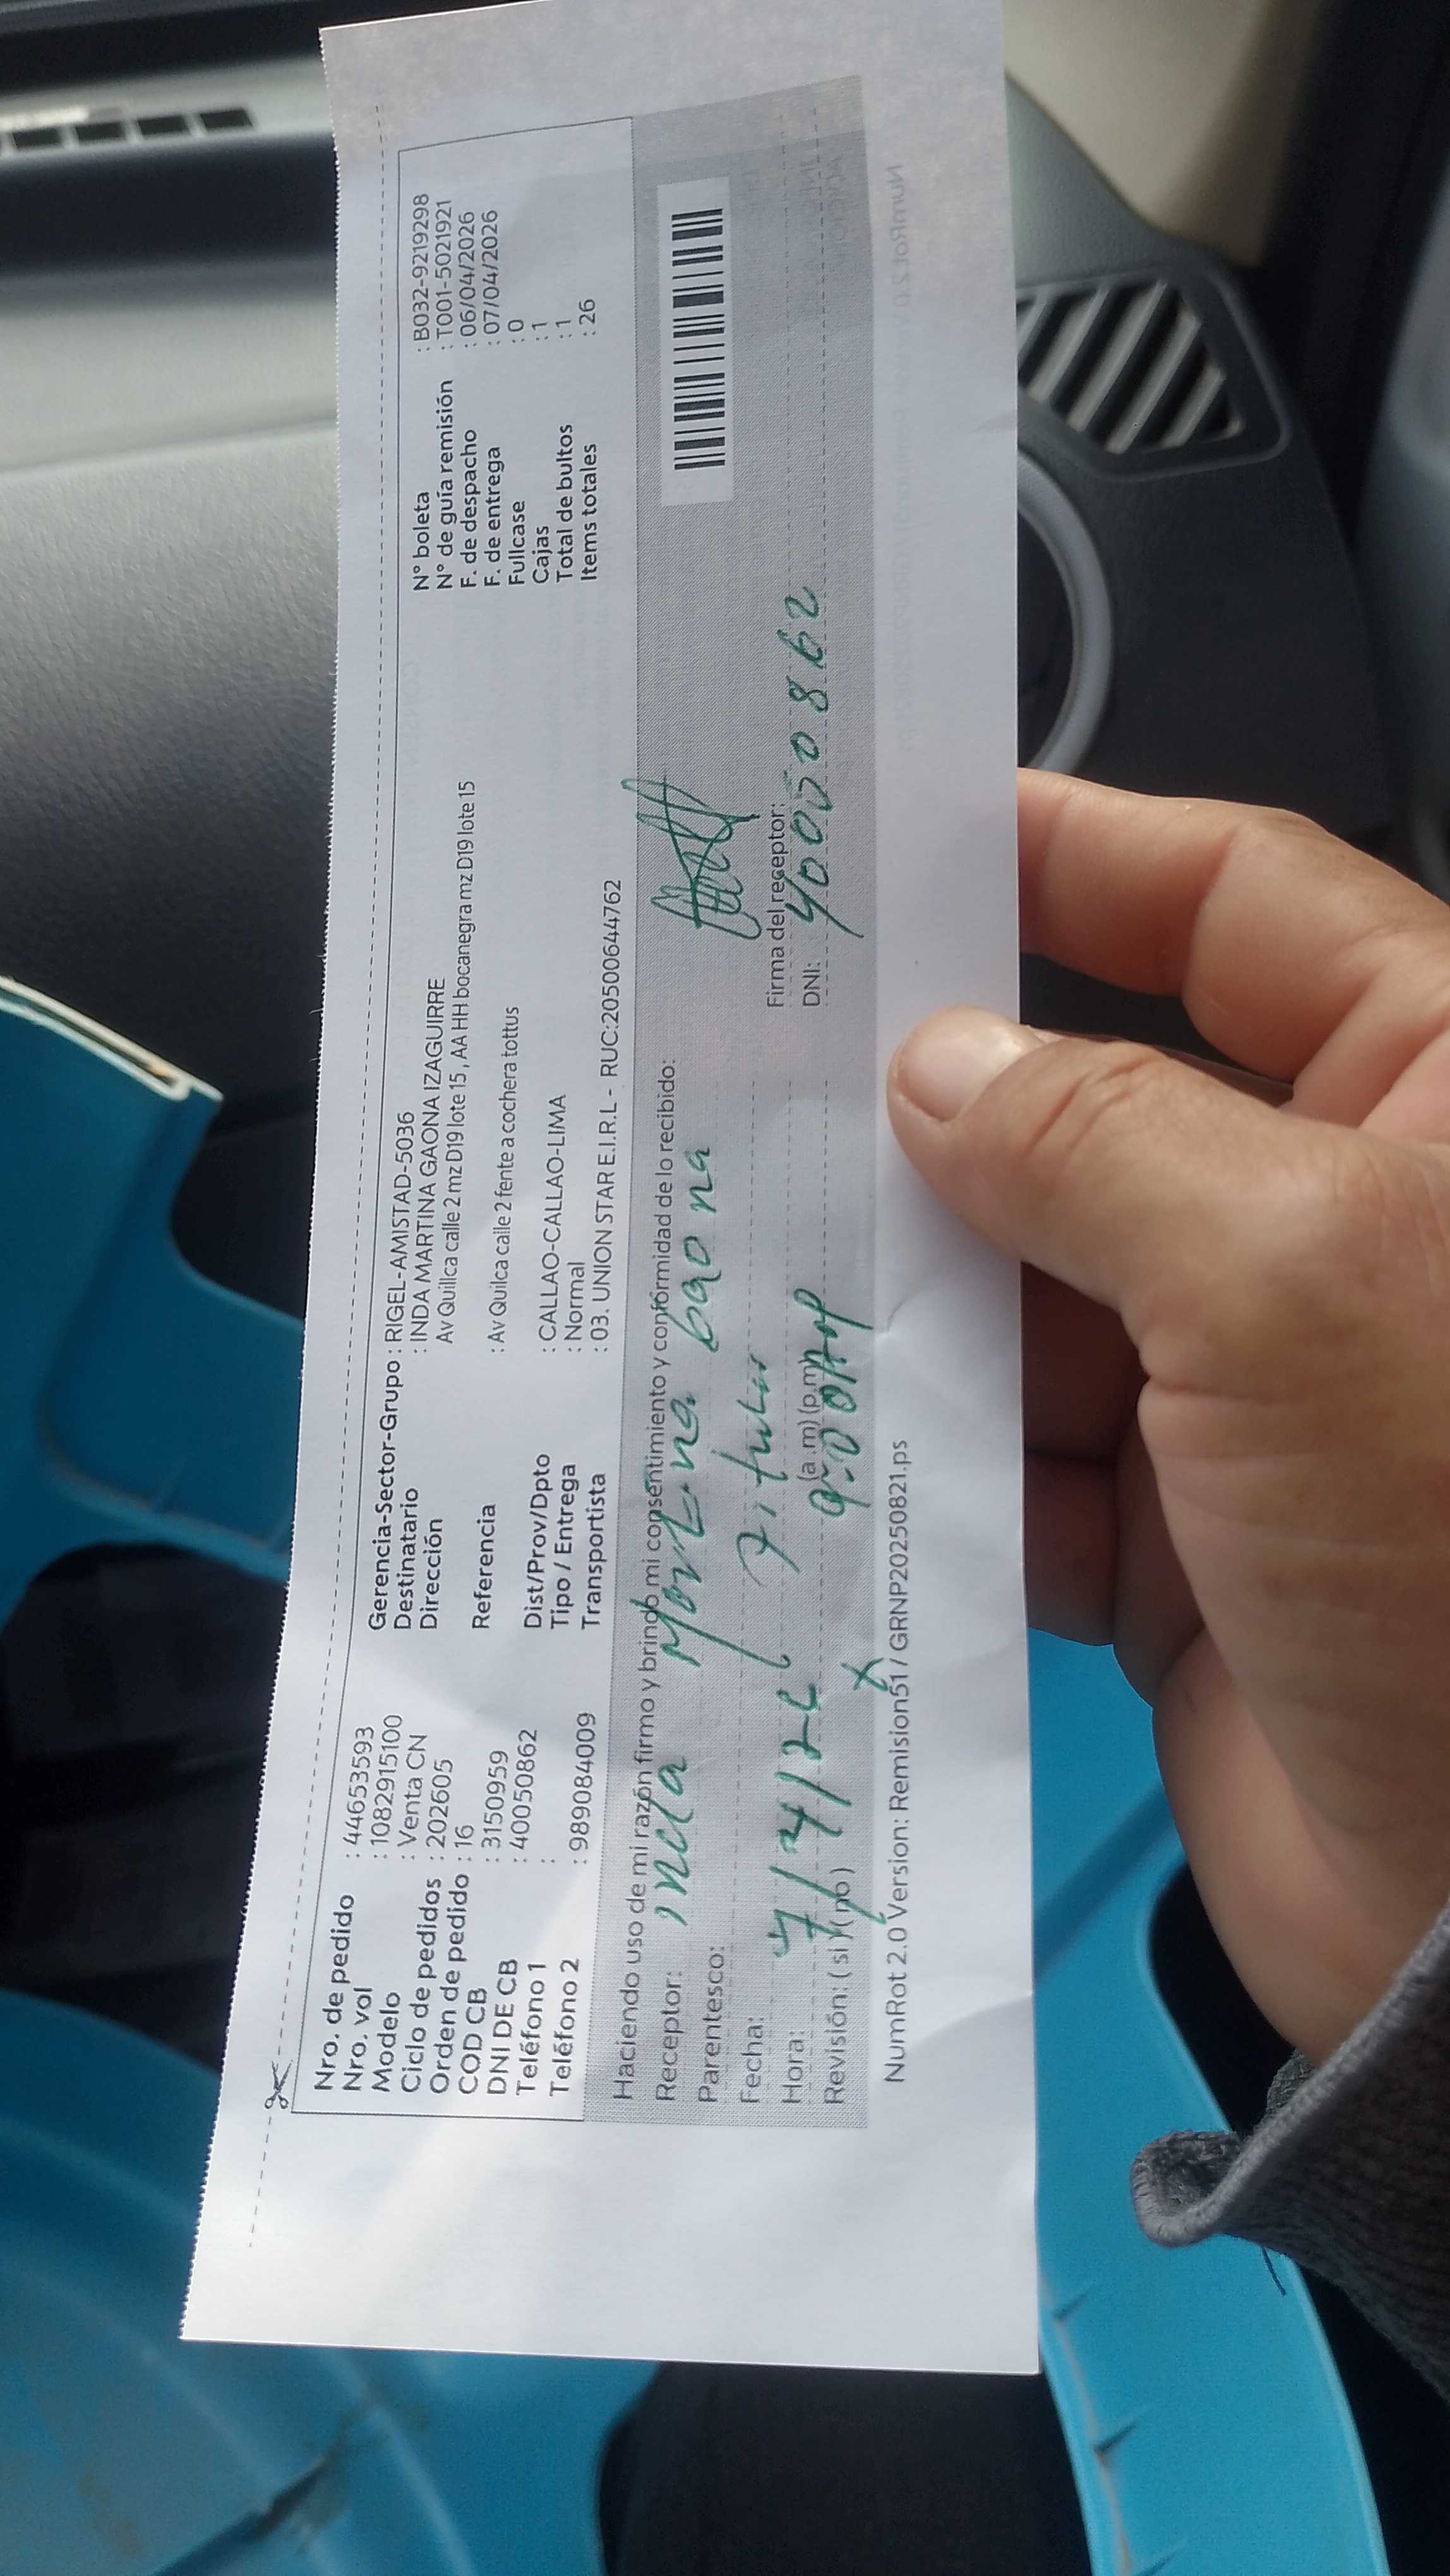 Nro. de pedido : 44653593
Nro. vol : 1082915100
Modelo : Venta CN
Ciclo de pedidos : 202605
Orden de pedido : 16
COD CB : 3150959
DNI DE CB : 40050862
Teléfono 1 :
Teléfono 2 : 989084009
Gerencia-Sector-Grupo : RIGEL-AMISTAD-5036
Destinatario : INDA MARTINA GAONA IZAGUIRRE
Dirección Av Quillca calle 2 mz D19 lote 15 , AA HH bocanegra mz D19 lote 15
Referencia : Av Quilca calle 2 fente a cochera tottus
Dist/Prov/Dpto : CALLAO-CALLAO-LIMA
Tipo / Entrega : Normal
Transportista : 03. UNION STAR E.I.R.L - RUC:20500644762
N° boleta : B032-9219298
N° de guía remisión : T001-5021921
F. de despacho : 06/04/2026
F. de entrega : 07/04/2026
Fullcase : 0
Cajas : 1
Total de bultos : 1
Items totales : 26
Haciendo uso de mi razón firmo y brindo mi consentimiento y conformidad de lo recibido:
Receptor: inda Martina gaona
Parentesco:
Fecha: 7/4/26
Hora: (a .m) (p.m)
Revisión: ( si ) ( no ) x
Firma del receptor:
DNI: 40050862
NumRot 2.0 Version: Remision51 / GRNP20250821.ps